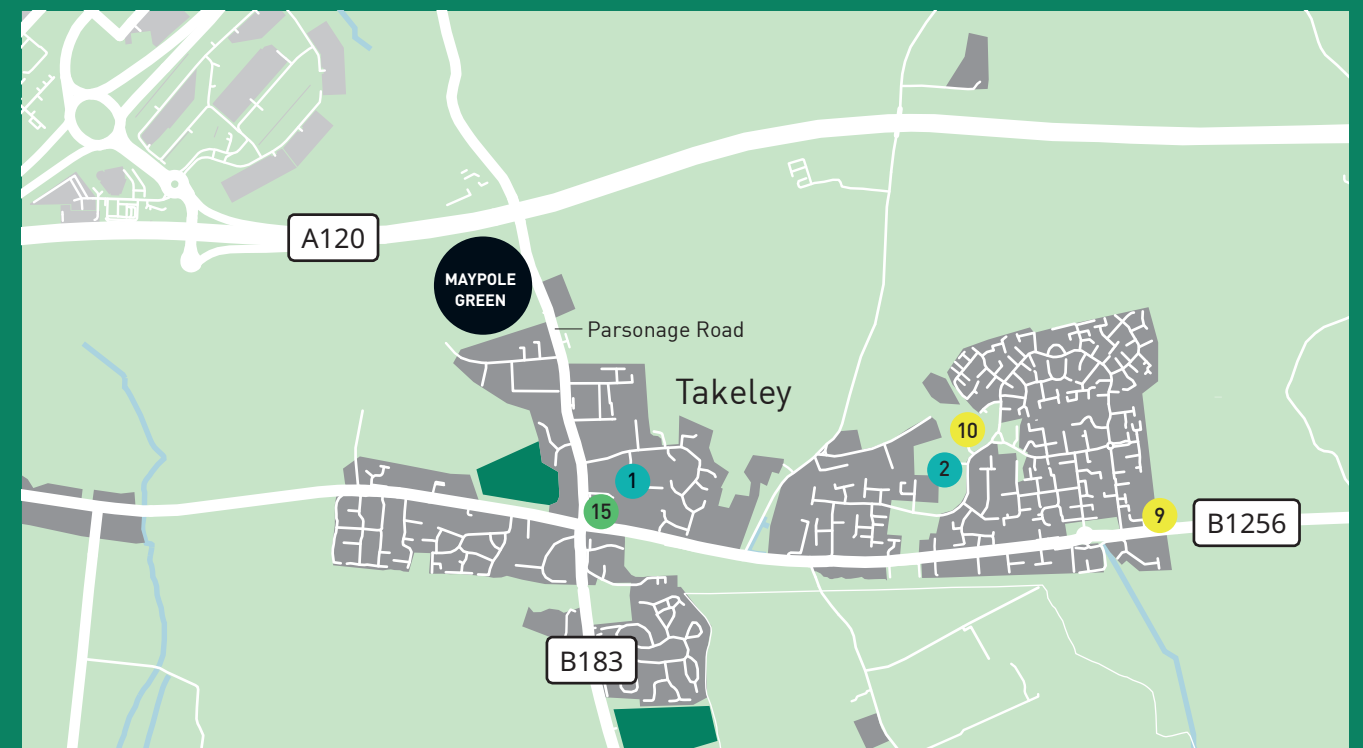 A120
MAYPOLE
GREEN
Parsonage Road
Takeley
10
2
1
15
9
B1256
B183